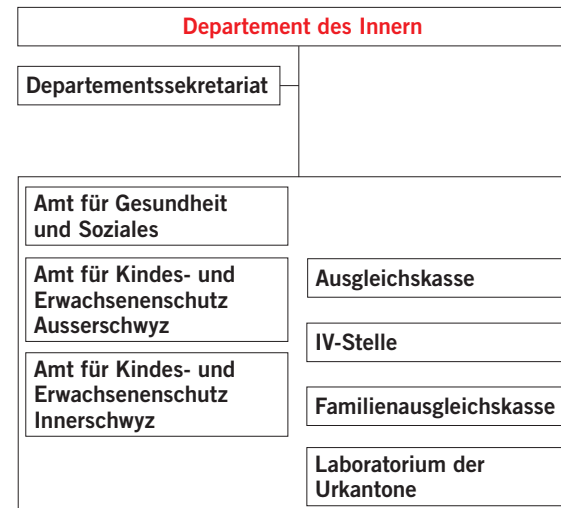 Departement des Innern
Departementssekretariat
Amt für Gesundheit
und Soziales
Amt für Kindes- und
Erwachsenenschutz
Ausserschwyz
Amt für Kindes- und
Erwachsenenschutz
Innerschwyz
Ausgleichskasse
IV-Stelle
Familienausgleichskasse
Laboratorium der
Urkantone